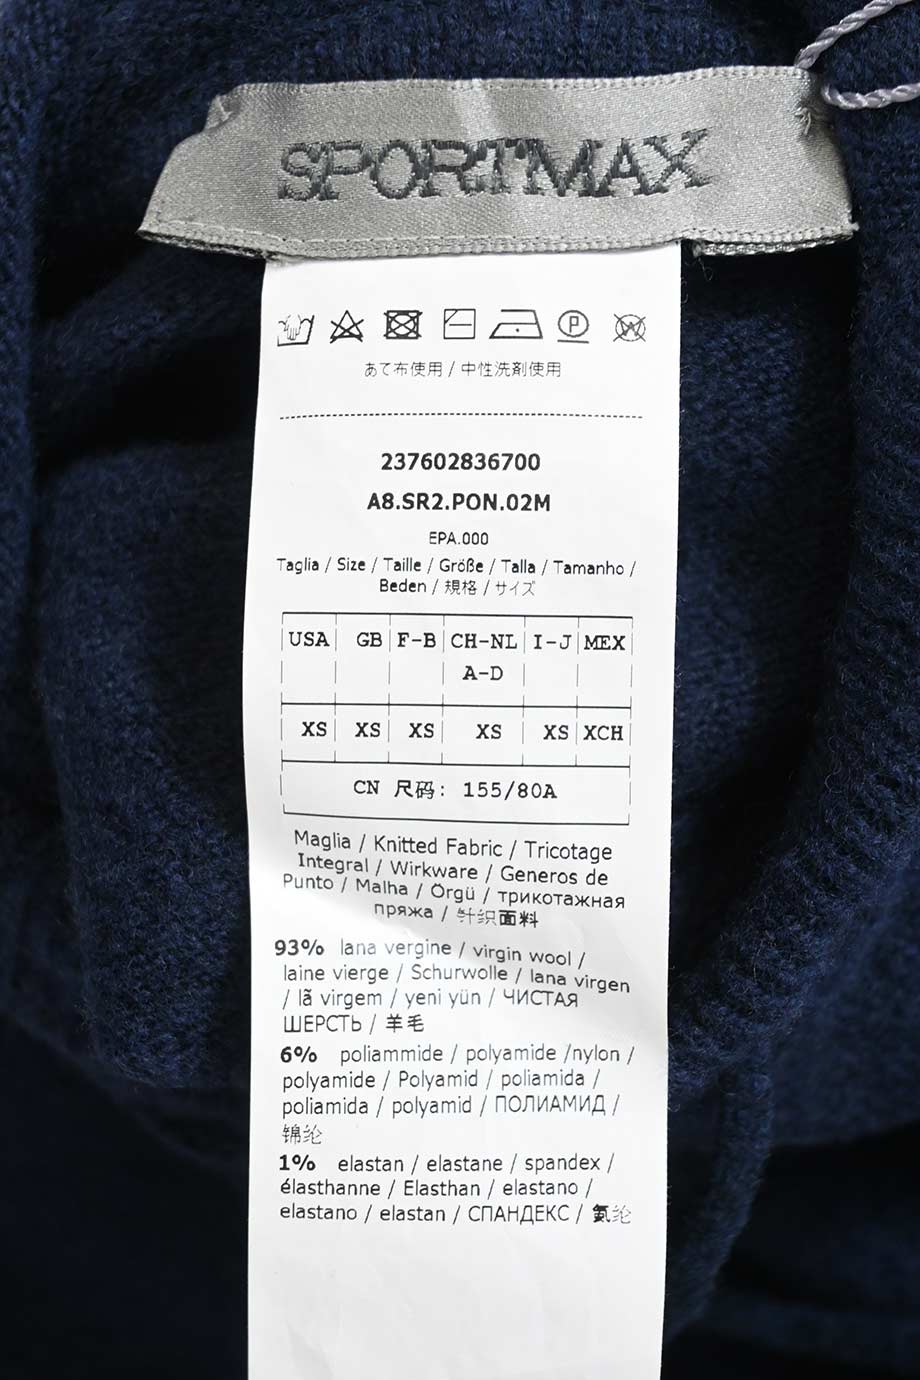 SPORTMAX
あて布使用 / 中性洗剤使用
237602836700
A8.SR2.PON.02M
EPA.000
Taglia / Size / Taille / Größe / Talla / Tamanho /
Beden / 規格 / サイズ
USA GB F-B CH-NL I-J MEX
A-D
XS XS XS XS XS XCH
CN 尺码: 155/80A
Maglia / Knitted Fabric / Tricotage
Integral / Wirkware / Generos de
Punto / Malha / Örgü / трикотажная
пряжа / 针织面料
93% lana vergine / virgin wool /
laine vierge / Schurwolle / lana virgen
/ lã virgem / yeni yün / ЧИСТАЯ
ШЕРСТЬ / 羊毛
6% poliammide / polyamide /nylon /
polyamide / Polyamid / poliamida /
poliamida / polyamid / ПОЛИАМИД /
锦纶
1% elastan / elastane / spandex /
élasthanne / Elasthan / elastano /
elastano / elastan / СПАНДЕКС / 氨纶